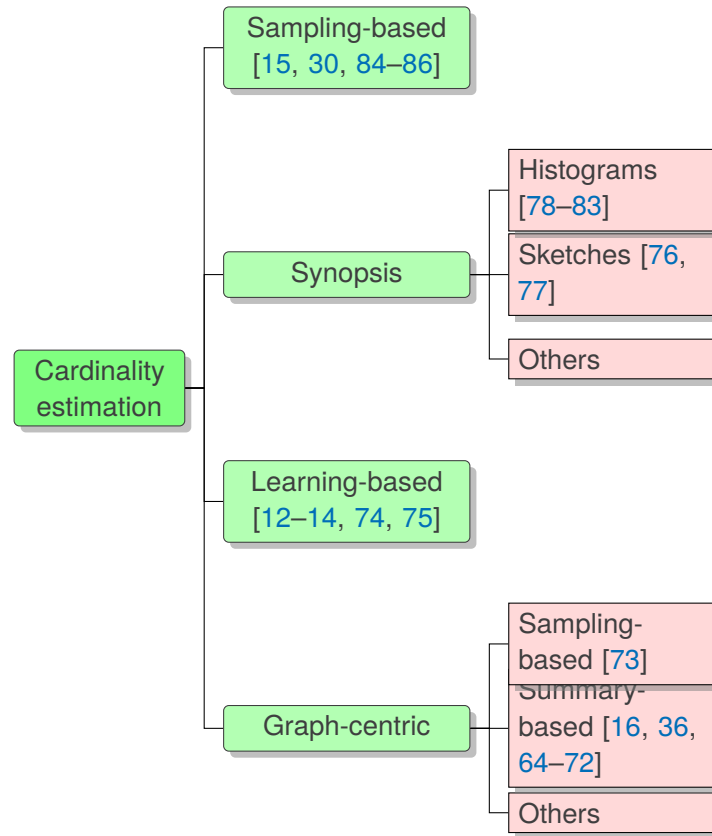 Sampling-based
[15, 30, 84–86]
Histograms
[78–83]
Synopsis
Sketches [76,
77]
Others
Cardinality
estimation
Learning-based
[12–14, 74, 75]
Sampling-
based [73]
Graph-centric
Summary-
based [16, 36,
64–72]
Others